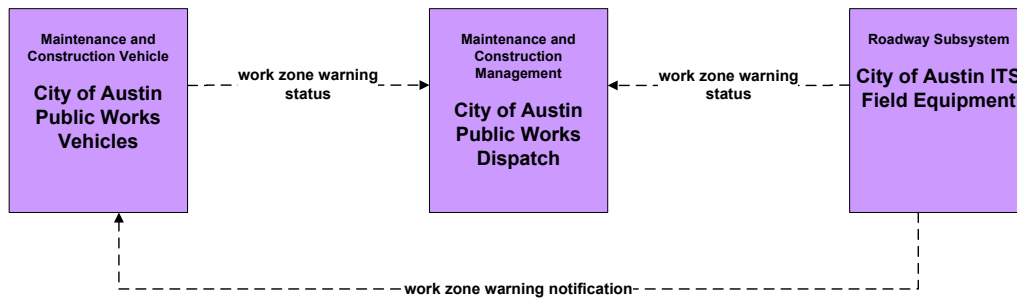 Maintenance and
Construction Vehicle
City of Austin
Public Works
Vehicles
work zone warning
status
Maintenance and
Construction
Management
City of Austin
Public Works
Dispatch
work zone warning
status
Roadway Subsystem
City of Austin ITS
Field Equipment
work zone warning notification